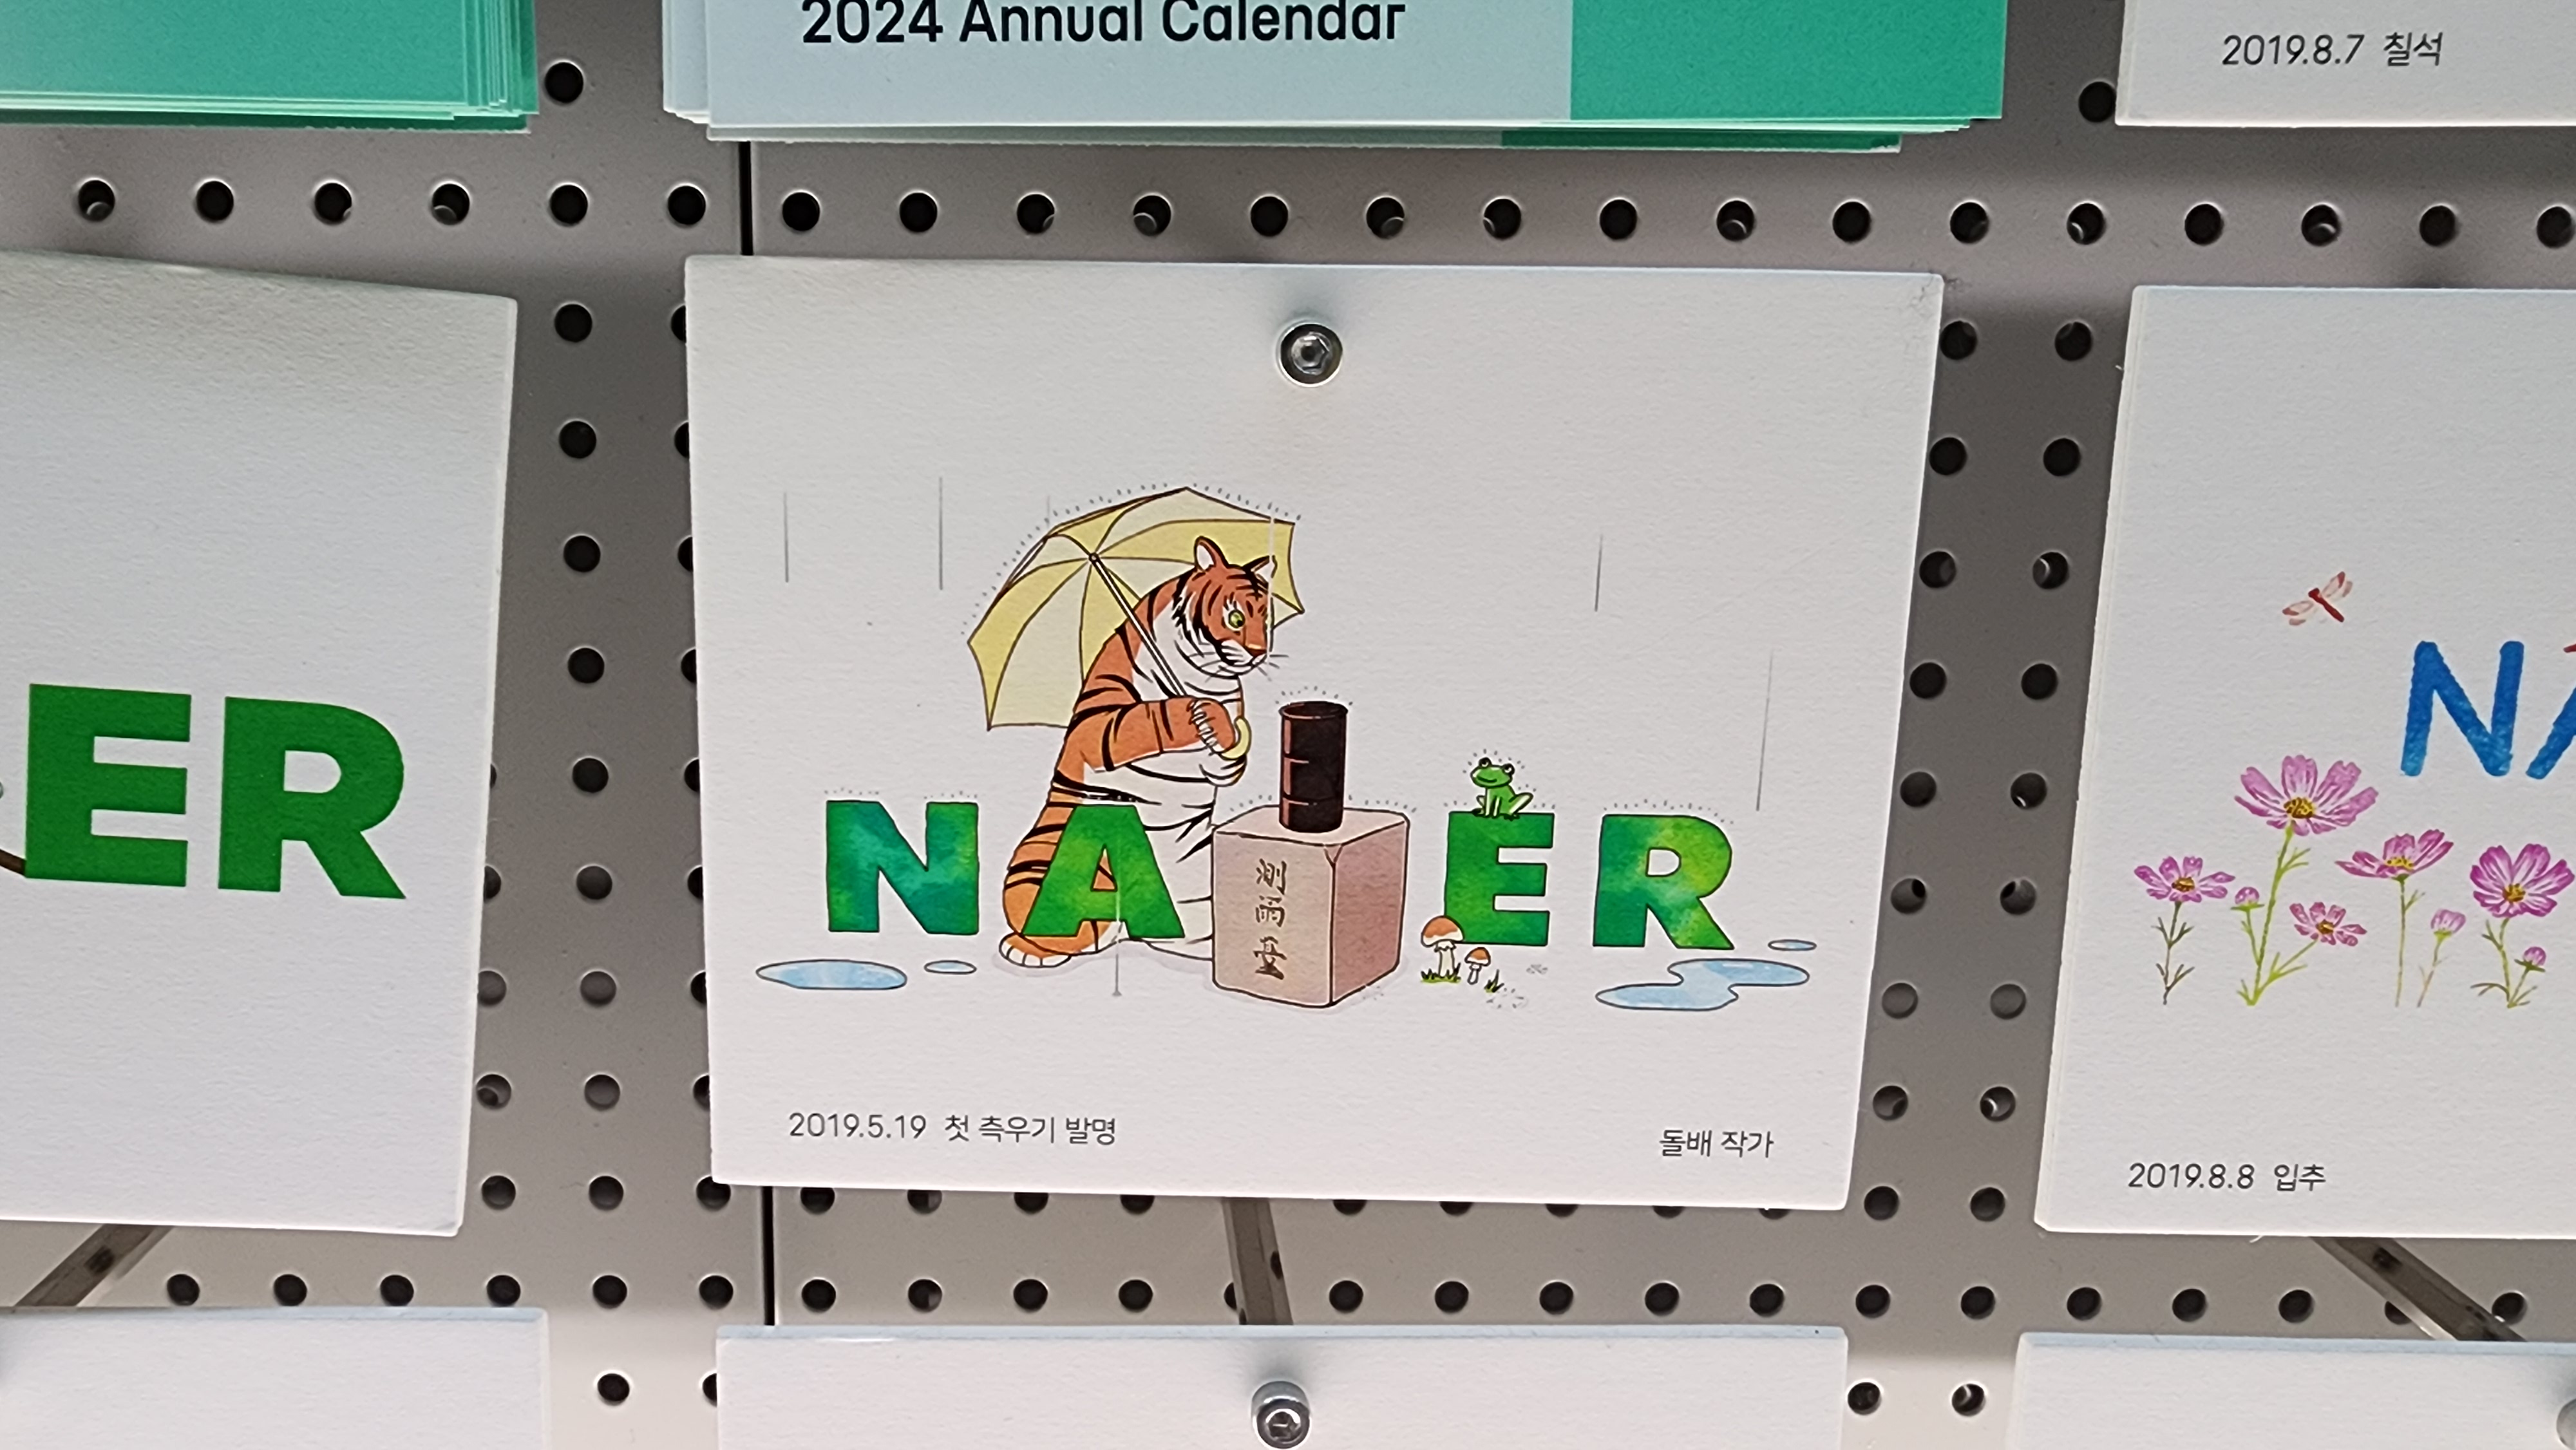 2024 Annual Calendar
2019.8.7 칠석
ER
NA ER
測
雨
臺
2019.5.19 첫 측우기 발명
돌배 작가
NA
2019.8.8 입추